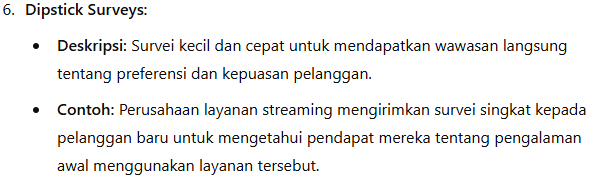 6. Dipstick Surveys:
• Deskripsi: Survei kecil dan cepat untuk mendapatkan wawasan langsung
tentang preferensi dan kepuasan pelanggan.
• Contoh: Perusahaan layanan streaming mengirimkan survei singkat kepada
pelanggan baru untuk mengetahui pendapat mereka tentang pengalaman
awal menggunakan layanan tersebut.